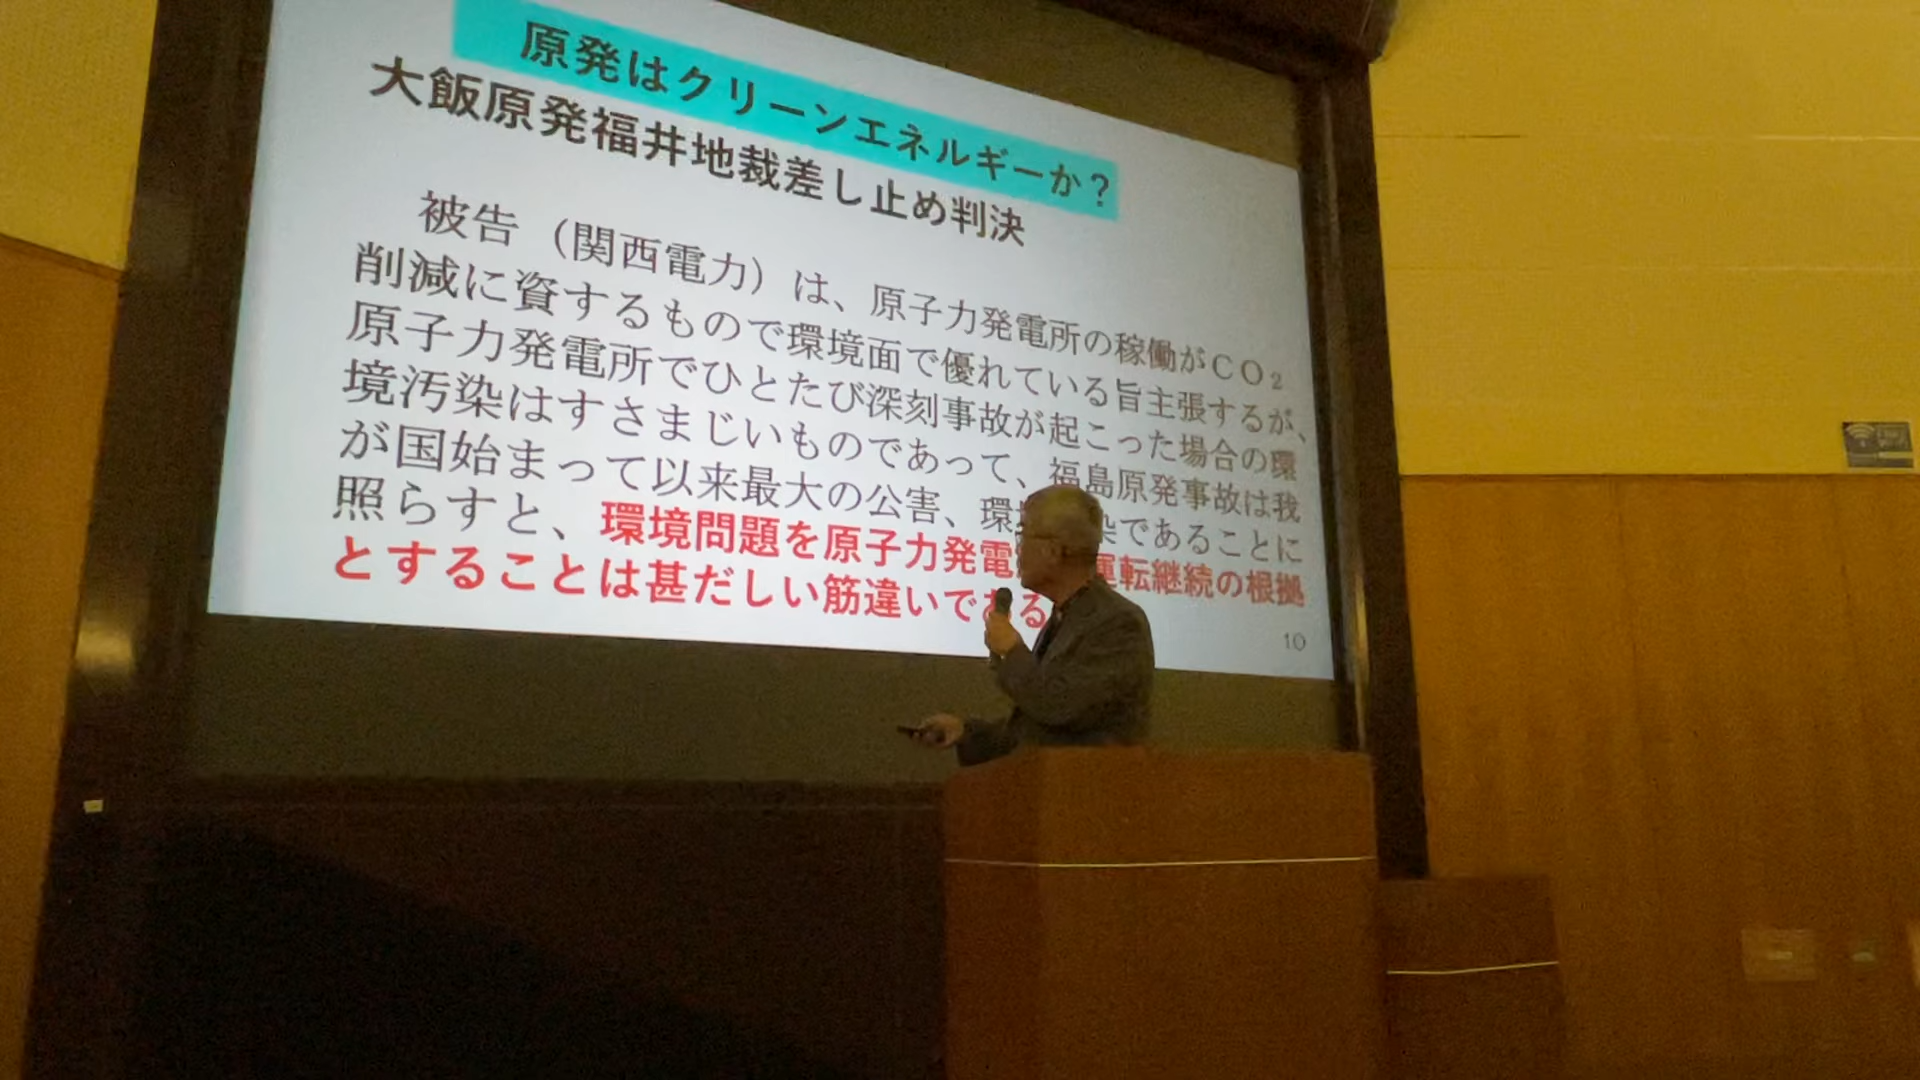 原発はクリーンエネルギーか?
大飯原発福井地裁差し止め判決
被告（関西電力）は、原子力発電所の稼働がCO₂
削減に資するもので環境面で優れている旨主張するが、
原子力発電所でひとたび深刻事故が起こった場合の環
境汚染はすさまじいものであって、福島原発事故は我
が国始まって以来最大の公害、環染であることに
照らすと、環境問題を原子力発電運転継続の根拠
とすることは甚だしい筋違いである
10